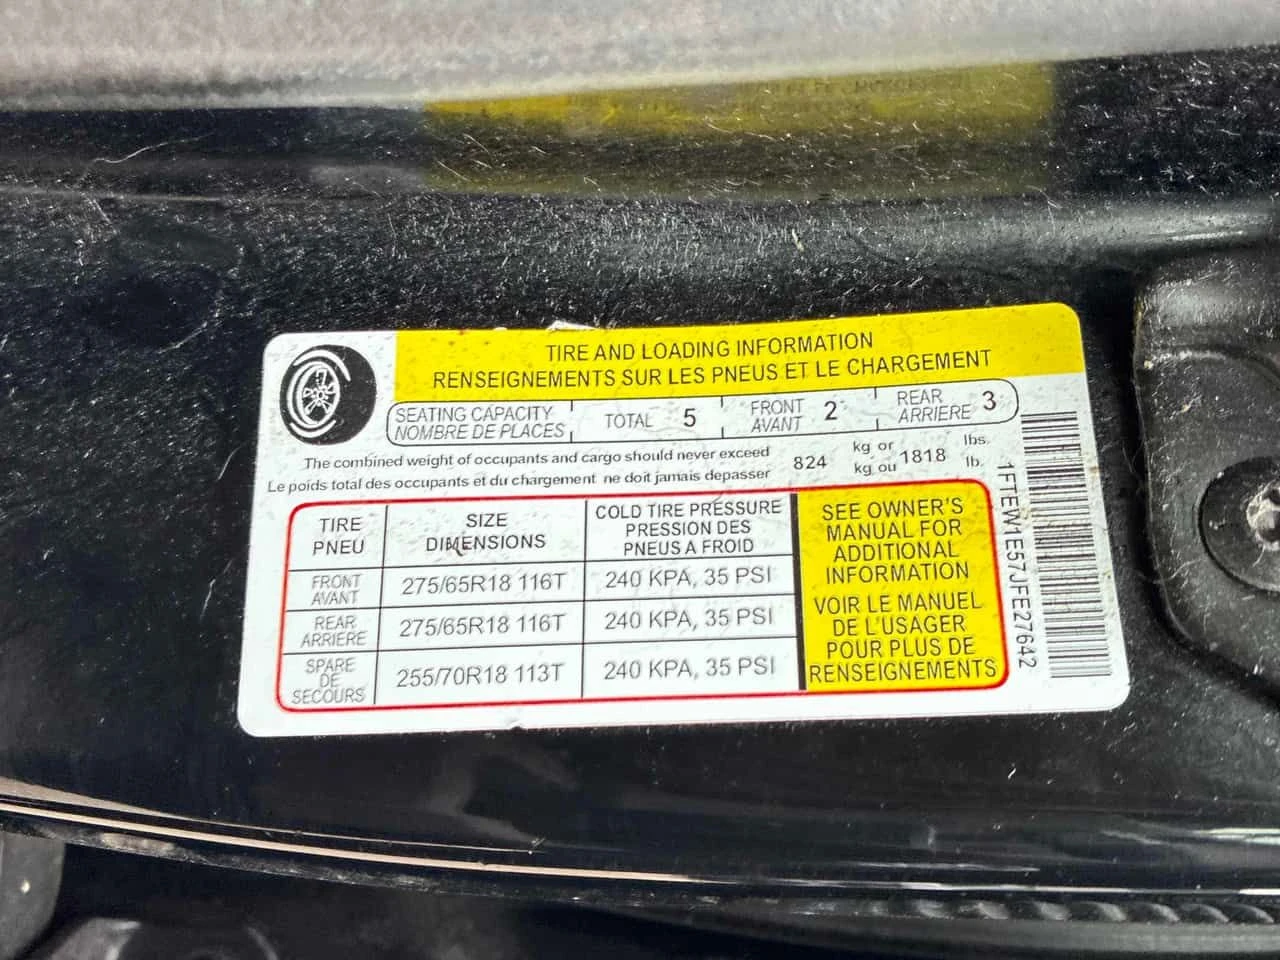 TIRE AND LOADING INFORMATION
RENSEIGNEMENTS SUR LES PNEUS ET LE CHARGEMENT
SEATING CAPACITY TOTAL 5 FRONT 2 REAR 3
NOMBRE DE PLACES AVANT ARRIERE
The combined weight of occupants and cargo should never exceed 824 kg or 1818 lbs.
Le poids total des occupants et du chargement ne doit jamais depasser kg ou lb.
TIRE SIZE COLD TIRE PRESSURE
PNEU DIMENSIONS PRESSION DES
PNEUS A FROID
FRONT 275/65R18 116T 240 KPA, 35 PSI
AVANT
REAR 275/65R18 116T 240 KPA, 35 PSI
ARRIERE
SPARE 255/70R18 113T 240 KPA, 35 PSI
DE
SECOURS
SEE OWNER'S
MANUAL FOR
ADDITIONAL
INFORMATION
VOIR LE MANUEL
DE L'USAGER
POUR PLUS DE
RENSEIGNEMENTS
1FTEW1E57JFE27642